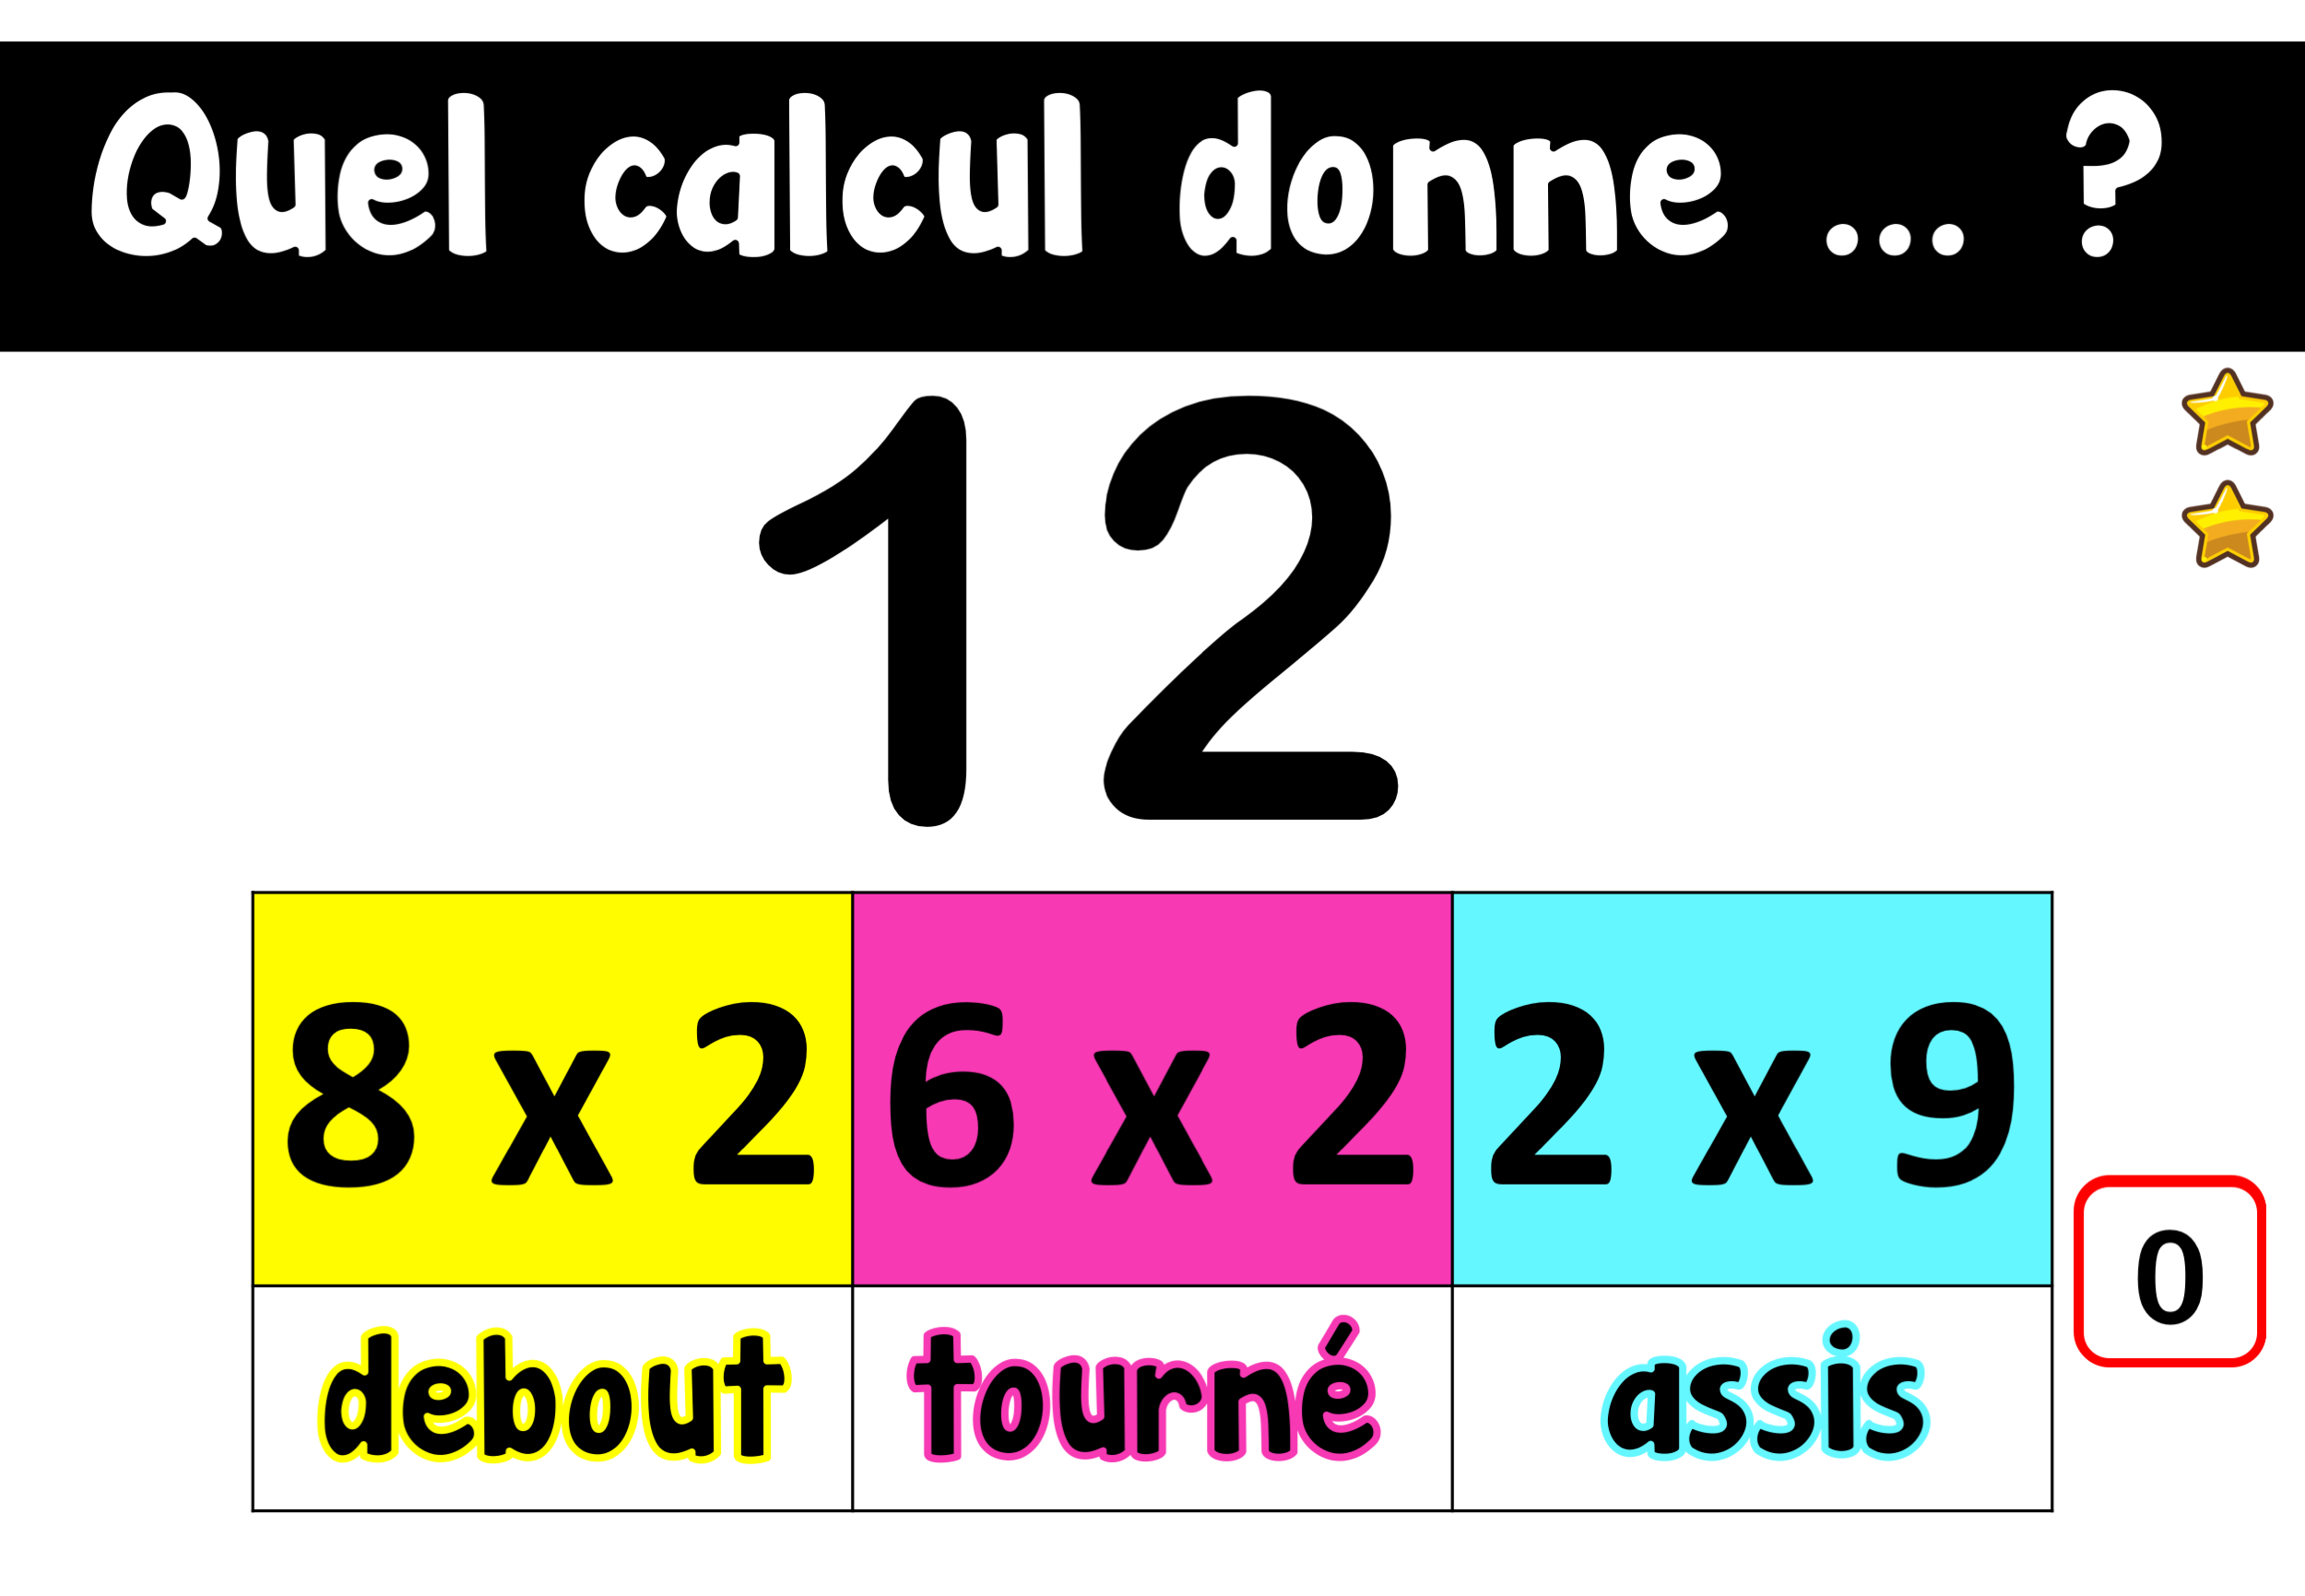 Quel calcul donne ... ?
12
8 x 2 6 x 2 2 x 9
0
debout tourné assis